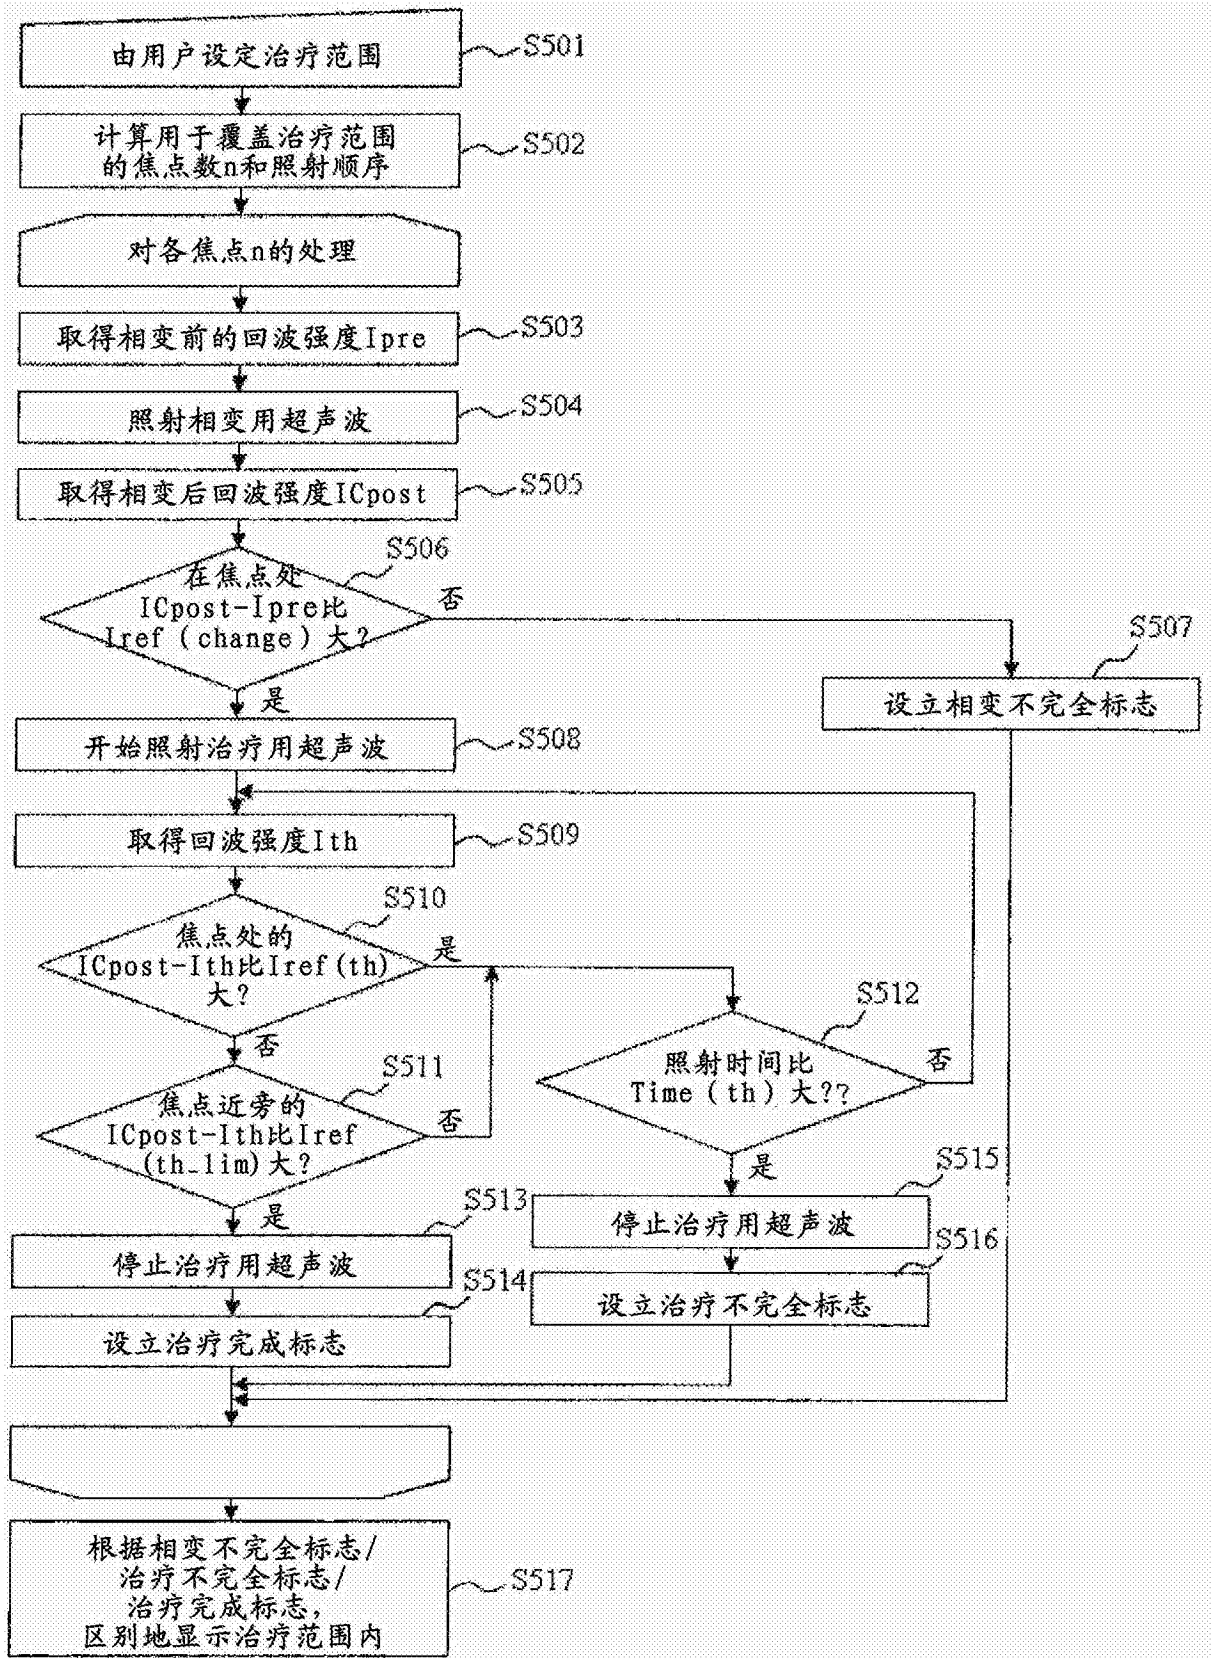 由用户设定治疗范围
S501
计算用于覆盖治疗范围
的焦点数n和照射顺序
S502
对各焦点n的处理
取得相变前的回波强度Ipre
S503
照射相变用超声波
S504
取得相变后回波强度ICpost
S505
S506
在焦点处
ICpost-Ipre比
Iref(change)大?
否
是
S507
设立相变不完全标志
开始照射治疗用超声波
S508
取得回波强度Ith
S509
S510
焦点处的
ICpost-Ith比Iref(th)
大?
是
否
S511
焦点近旁的
ICpost-Ith比Iref
(th_lim)大?
否
是
S512
照射时间比
Time(th)大??
否
是
S513
停止治疗用超声波
S514
设立治疗完成标志
S515
停止治疗用超声波
S516
设立治疗不完全标志
根据相变不完全标志/
治疗不完全标志/
治疗完成标志,
区别地显示治疗范围内
S517